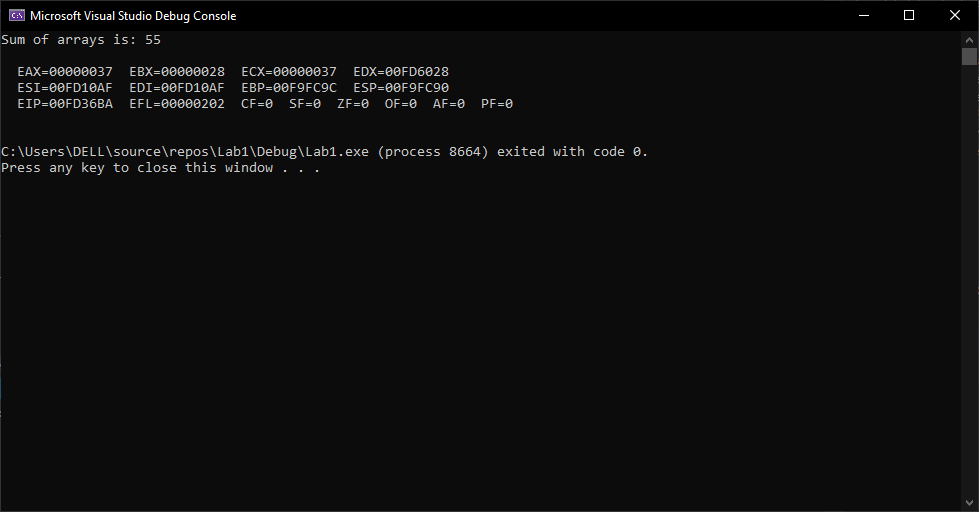 Microsoft Visual Studio Debug Console
Sum of arrays is: 55
EAX=00000037  EBX=00000028  ECX=00000037  EDX=00FD6028
ESI=00FD10AF  EDI=00FD10AF  EBP=00F9FC9C  ESP=00F9FC90
EIP=00FD36BA  EFL=00000202  CF=0  SF=0  ZF=0  OF=0  AF=0  PF=0
C:\Users\DELL\source\repos\Lab1\Debug\Lab1.exe (process 8664) exited with code 0.
Press any key to close this window . . .